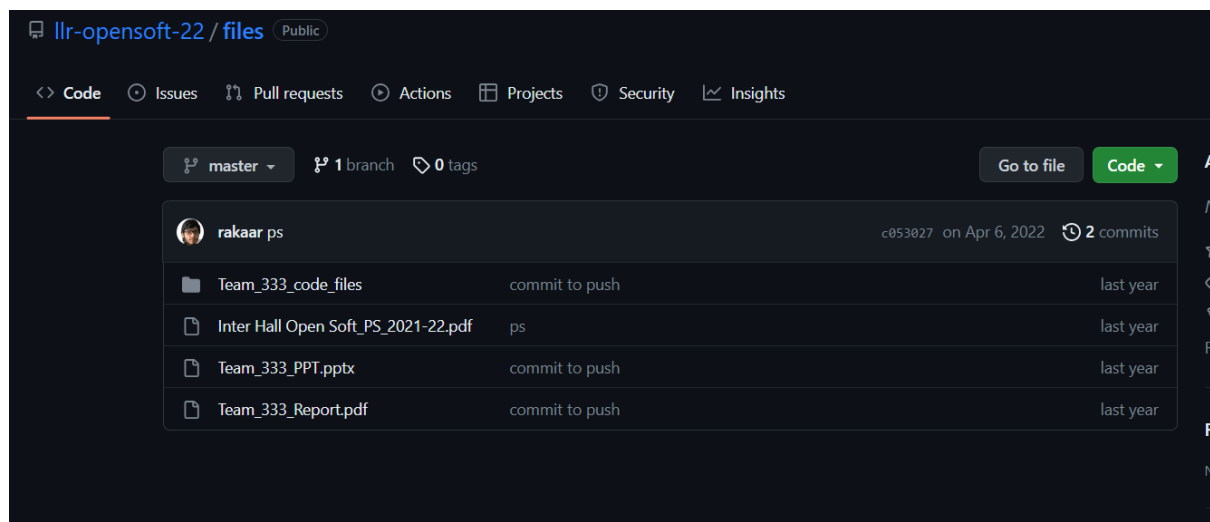 llr-opensoft-22 / files Public
<> Code Issues Pull requests Actions Projects Security Insights
master 1 branch 0 tags Go to file Code
rakaar ps c053027 on Apr 6, 2022 2 commits
Team_333_code_files commit to push last year
Inter Hall Open Soft_PS_2021-22.pdf ps last year
Team_333_PPT.pptx commit to push last year
Team_333_Report.pdf commit to push last year